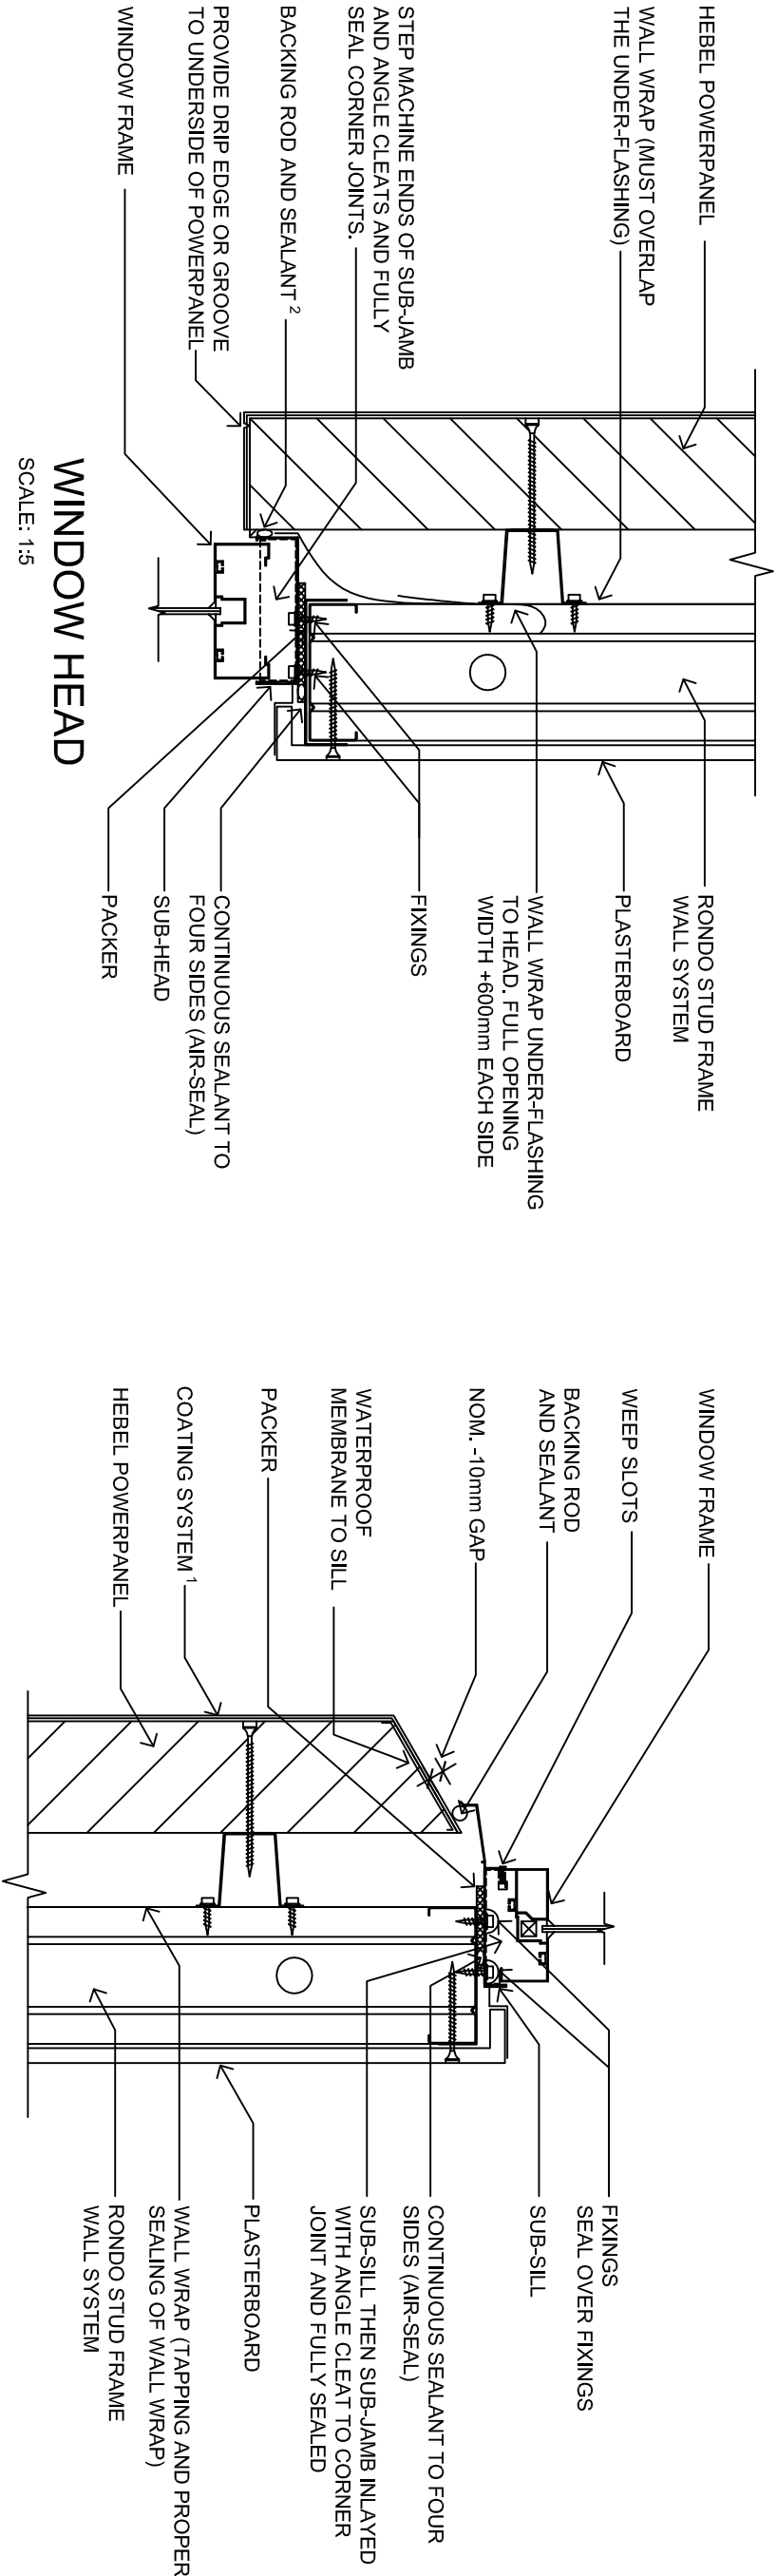 HEBEL POWERPANEL
WALL WRAP (MUST OVERLAP
THE UNDER-FLASHING)
STEP MACHINE ENDS OF SUB-JAMB
AND ANGLE CLEATS AND FULLY
SEAL CORNER JOINTS.
BACKING ROD AND SEALANT ²
PROVIDE DRIP EDGE OR GROOVE
TO UNDERSIDE OF POWERPANEL
WINDOW FRAME
RONDO STUD FRAME
WALL SYSTEM
PLASTERBOARD
WALL WRAP UNDER-FLASHING
TO HEAD. FULL OPENING
WIDTH +600mm EACH SIDE
FIXINGS
CONTINUOUS SEALANT TO
FOUR SIDES (AIR-SEAL)
SUB-HEAD
PACKER
WINDOW HEAD
SCALE: 1:5
WINDOW FRAME
WEEP SLOTS
BACKING ROD
AND SEALANT
NOM. -10mm GAP
WATERPROOF
MEMBRANE TO SILL
PACKER
COATING SYSTEM ¹
HEBEL POWERPANEL
FIXINGS
SEAL OVER FIXINGS
SUB-SILL
CONTINUOUS SEALANT TO FOUR
SIDES (AIR-SEAL)
SUB-SILL THEN SUB-JAMB INLAYED
WITH ANGLE CLEAT TO CORNER
JOINT AND FULLY SEALED
PLASTERBOARD
WALL WRAP (TAPPING AND PROPER
SEALING OF WALL WRAP)
RONDO STUD FRAME
WALL SYSTEM